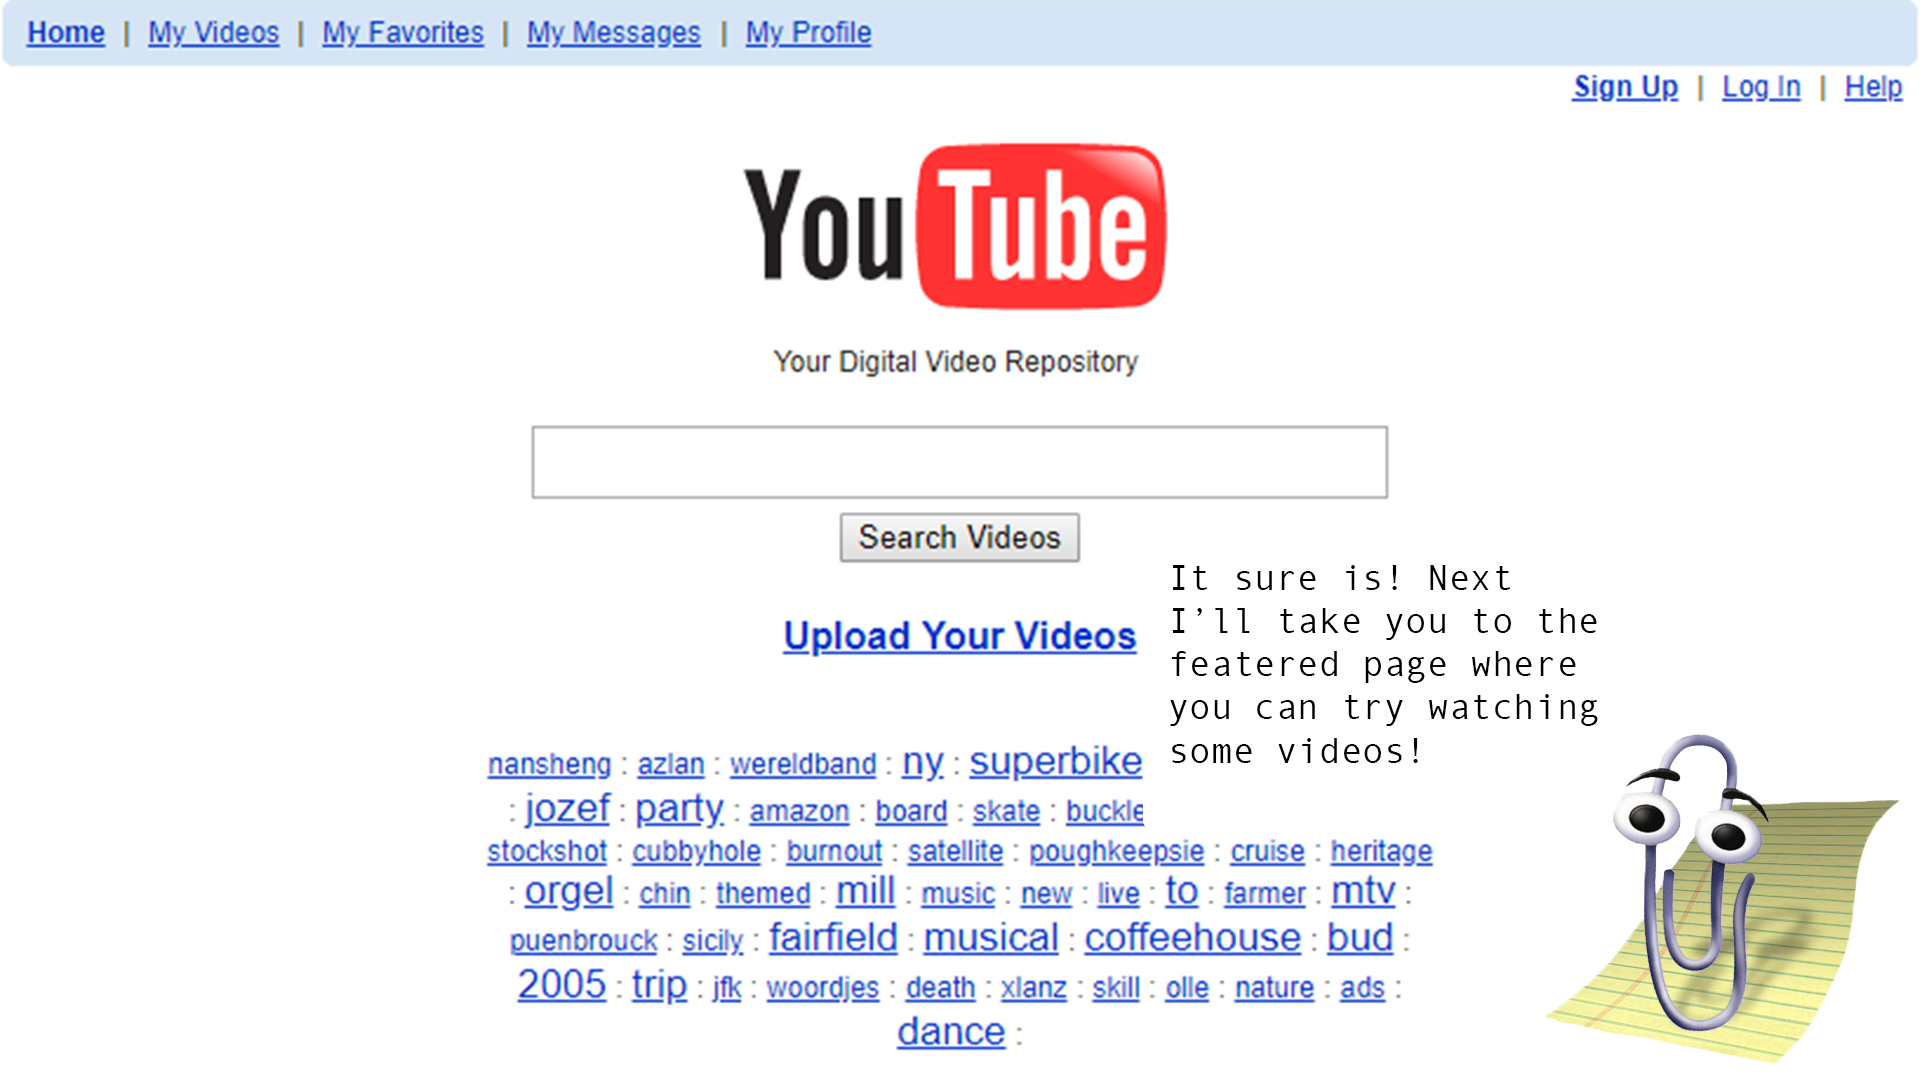 Home | My Videos | My Favorites | My Messages | My Profile
Sign Up | Log In | Help
YouTube
Your Digital Video Repository
Search Videos
Upload Your Videos
It sure is! Next
I’ll take you to the
featered page where
you can try watching
some videos!
nansheng : azlan : wereldband : ny : superbike
: jozef : party : amazon : board : skate : buckle
stockshot : cubbyhole : burnout : satellite : poughkeepsie : cruise : heritage
: orgel : chin : themed : mill : music : new : live : to : farmer : mtv :
puenbrouck : sicily : fairfield : musical : coffeehouse : bud :
2005 : trip : jfk : woordjes : death : xlanz : skill : olle : nature : ads :
dance :